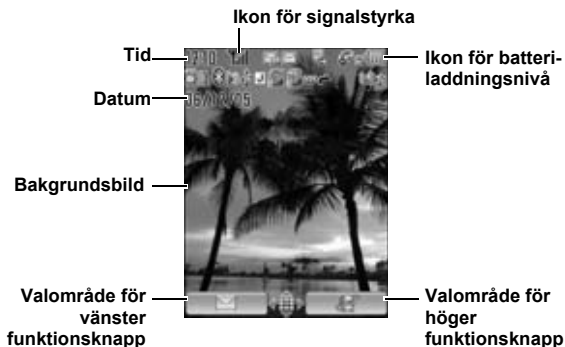 Ikon för signalstyrka
Tid
Ikon för batteri-
laddningsnivå
Datum
Bakgrundsbild
Valområde för
vänster
funktionsknapp
Valområde för
höger
funktionsknapp